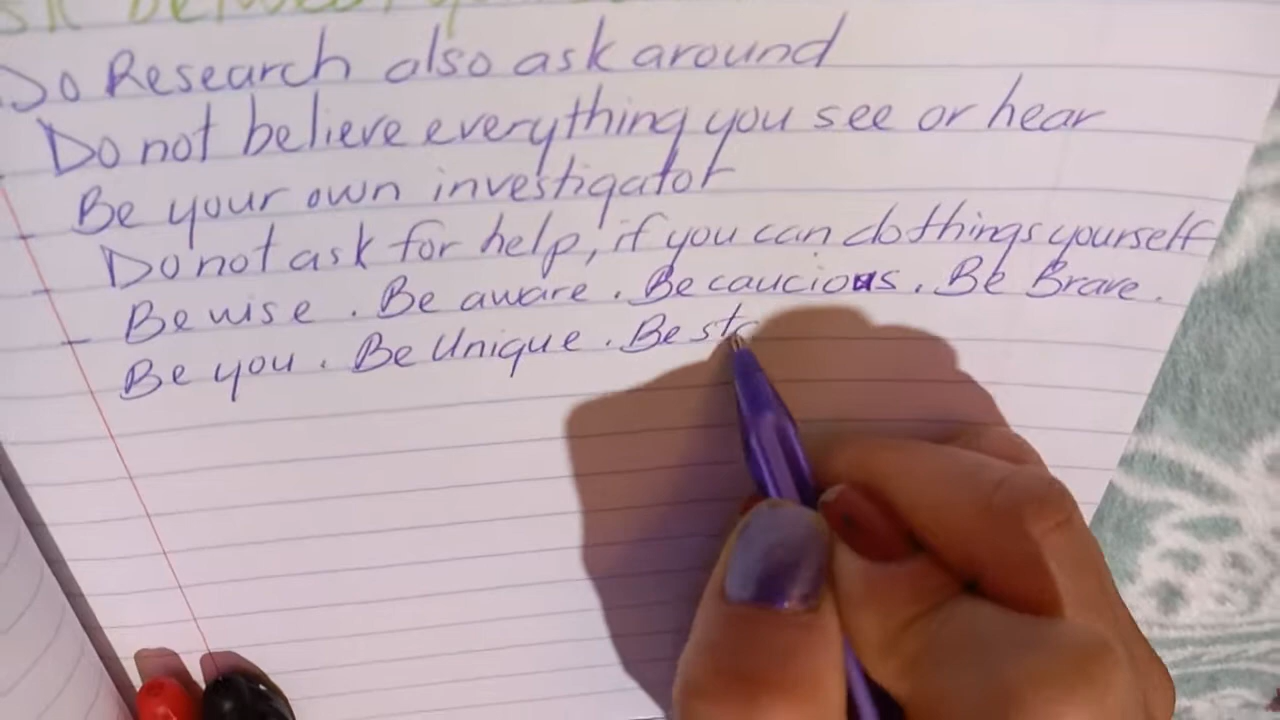 Do Research also ask around
Do not believe everything you see or hear
Be your own investigator
Do not ask for help, if you can do things yourself
Be wise . Be aware . Be caucious . Be Brave .
Be you . Be Unique . Be sta